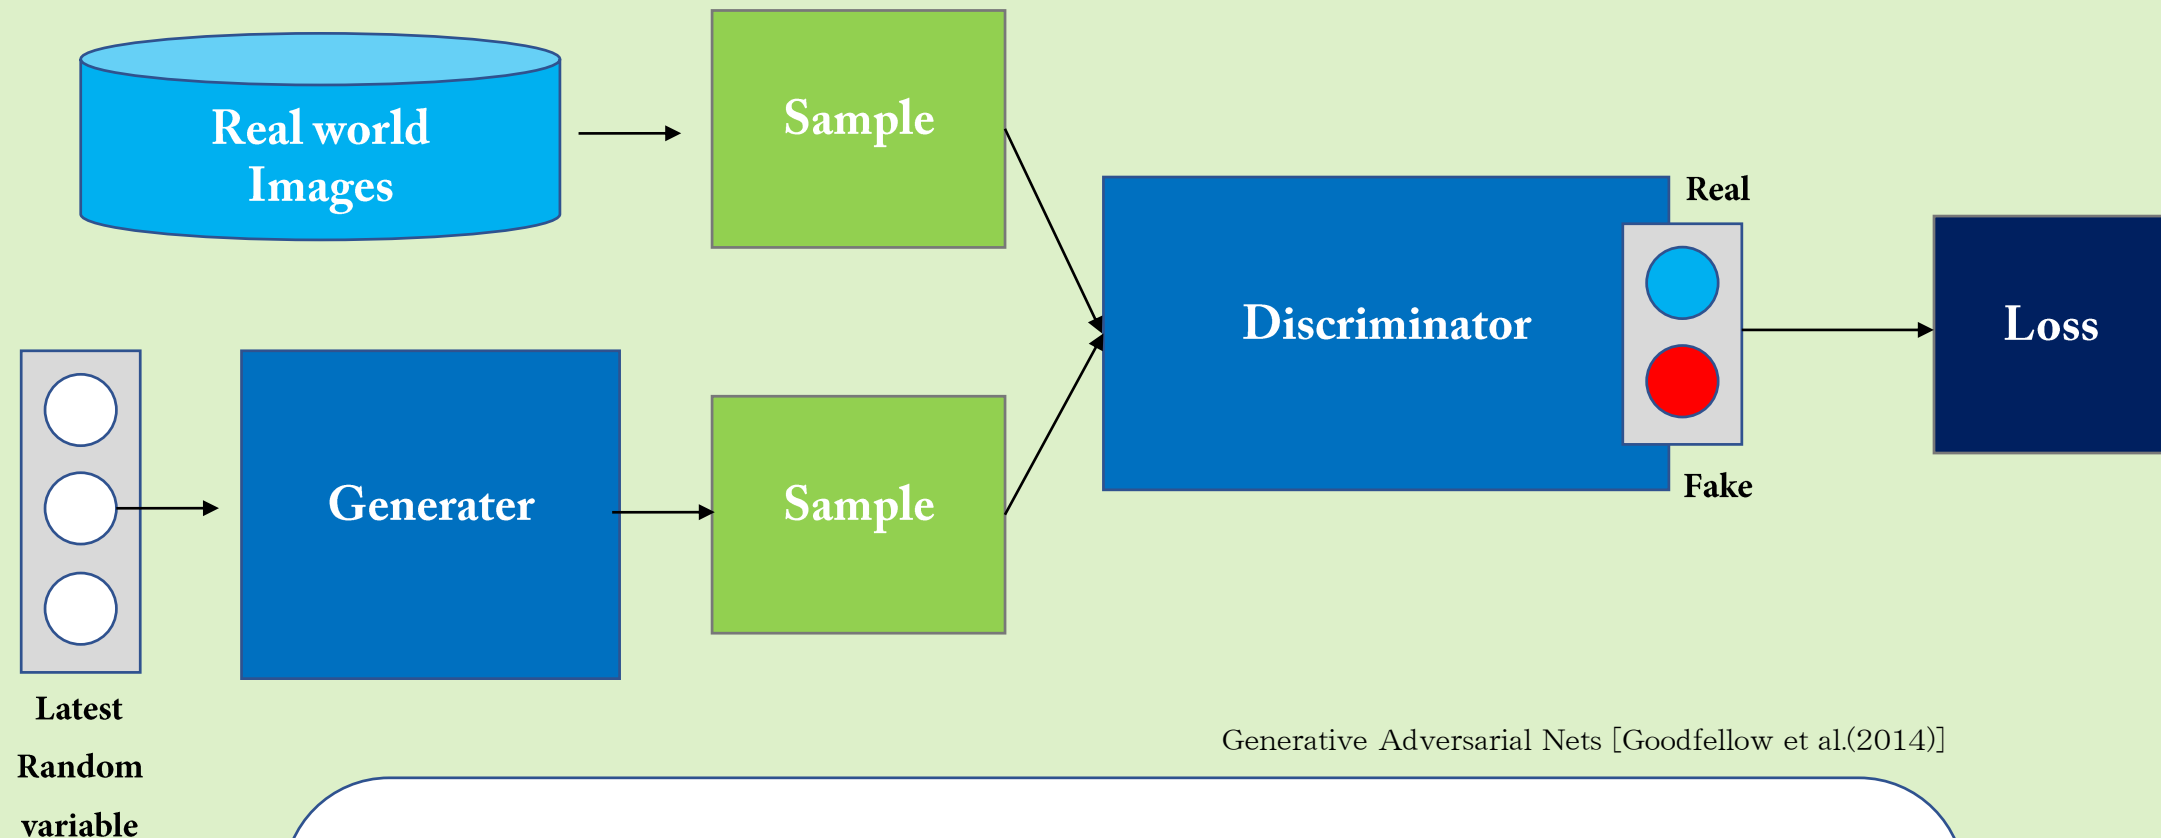 Real world
Images
Sample
Real
Discriminator
Loss
Generater
Sample
Fake
Latest
Random
variable
Generative Adversarial Nets [Goodfellow et al.(2014)]